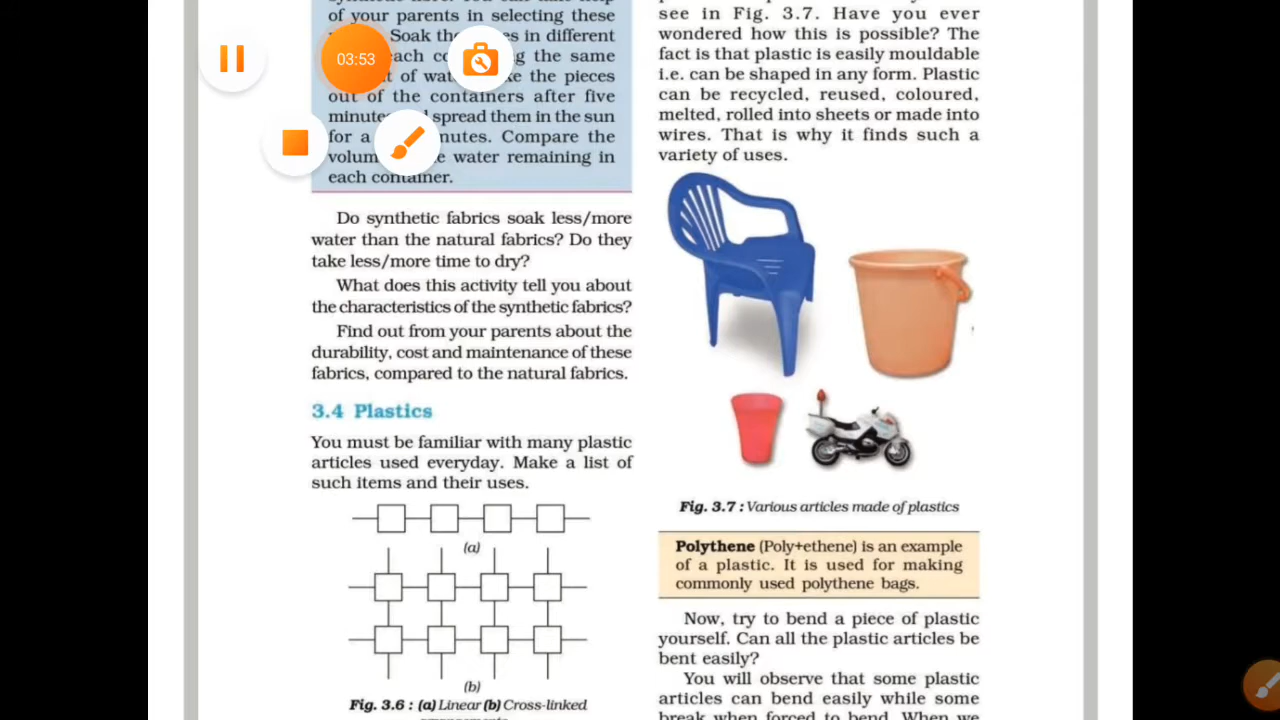 of your parents in selecting these
Soak in different
the same
of the pieces
out of the containers after five
spread them in the sun
for a Compare the
water remaining in
each container.
Do synthetic fabrics soak less/more
water than the natural fabrics? Do they
take less/more time to dry?
What does this activity tell you about
the characteristics of the synthetic fabrics?
Find out from your parents about the
durability, cost and maintenance of these
fabrics, compared to the natural fabrics.
3.4 Plastics
You must be familiar with many plastic
articles used everyday. Make a list of
such items and their uses.
(a)
(b)
Fig. 3.6 : (a) Linear (b) Cross-linked
see in Fig. 3.7. Have you ever
wondered how this is possible? The
fact is that plastic is easily mouldable
i.e. can be shaped in any form. Plastic
can be recycled, reused, coloured,
melted, rolled into sheets or made into
wires. That is why it finds such a
variety of uses.
Fig. 3.7 : Various articles made of plastics
Polythene (Poly+ethene) is an example
of a plastic. It is used for making
commonly used polythene bags.
Now, try to bend a piece of plastic
yourself. Can all the plastic articles be
bent easily?
You will observe that some plastic
articles can bend easily while some
break when forced to bend. When we
03:53